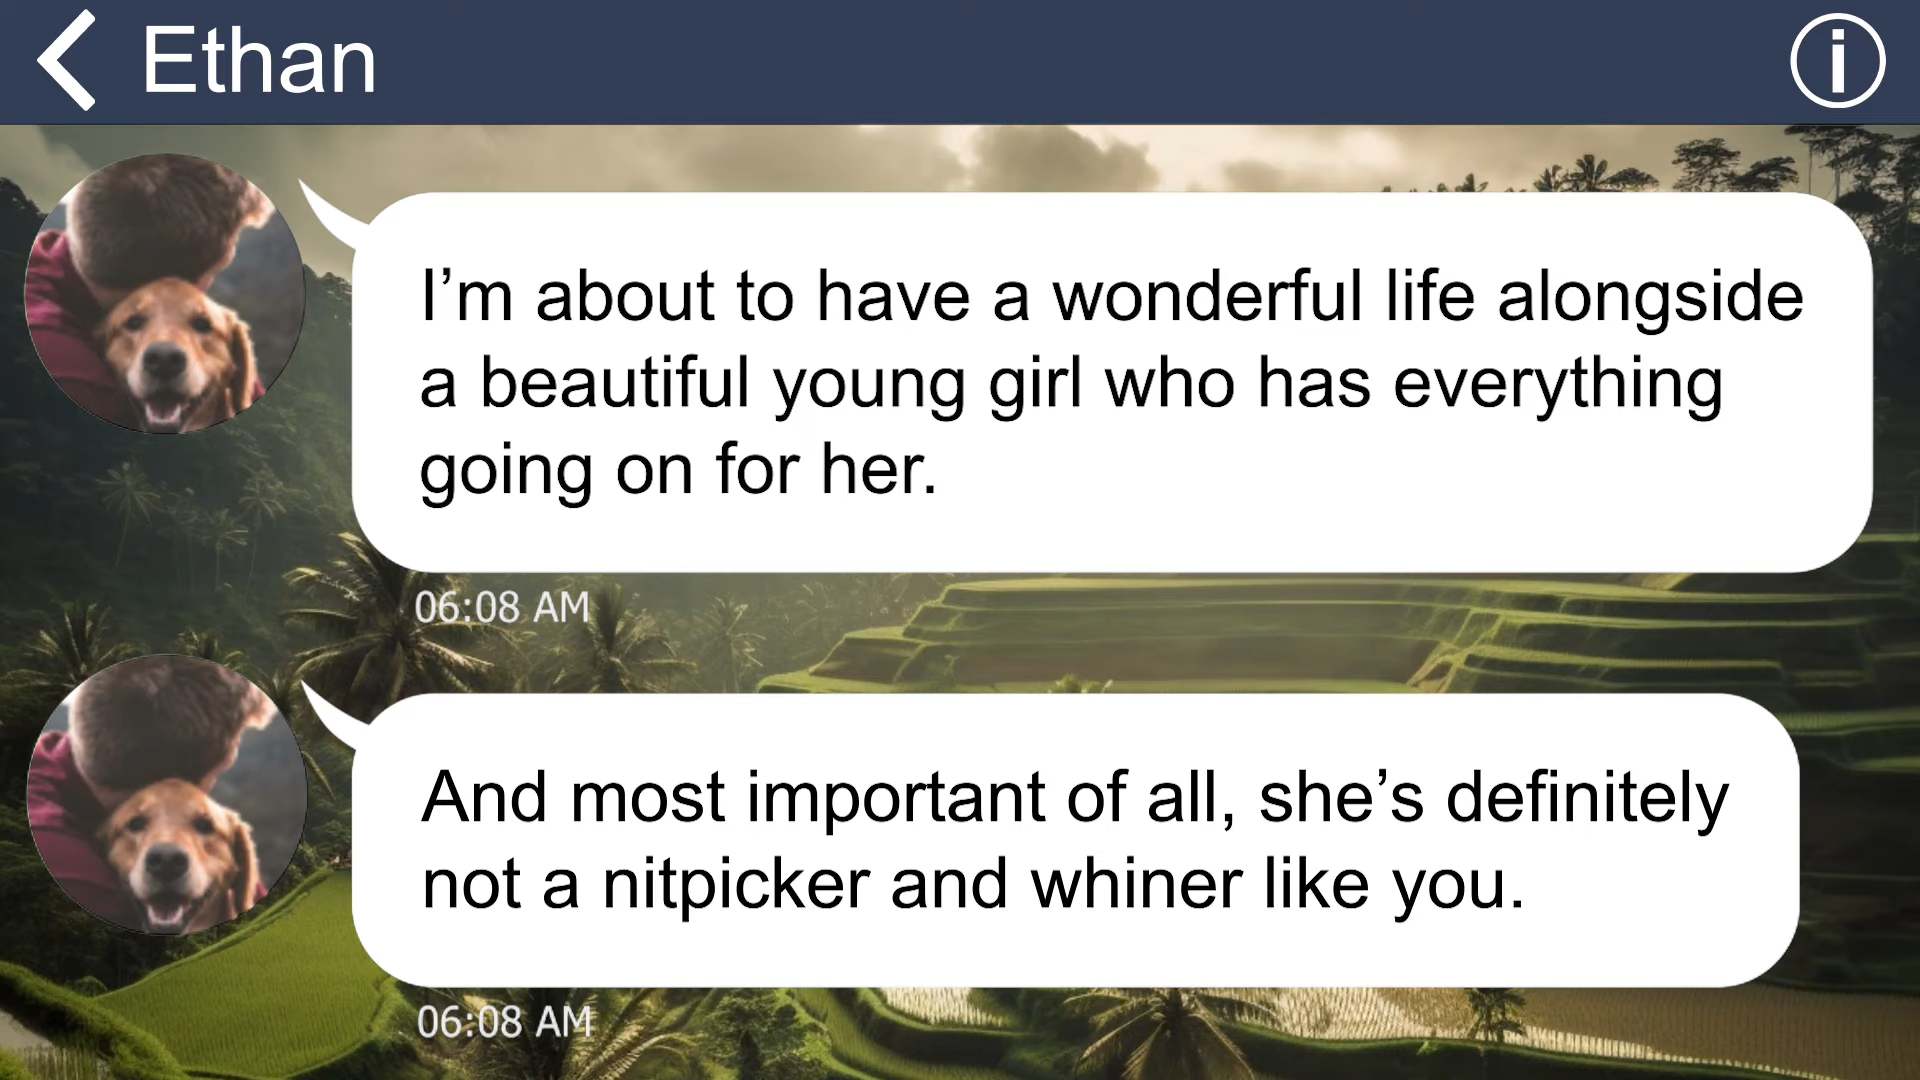 Ethan
I’m about to have a wonderful life alongside
a beautiful young girl who has everything
going on for her.
06:08 AM
And most important of all, she’s definitely
not a nitpicker and whiner like you.
06:08 AM